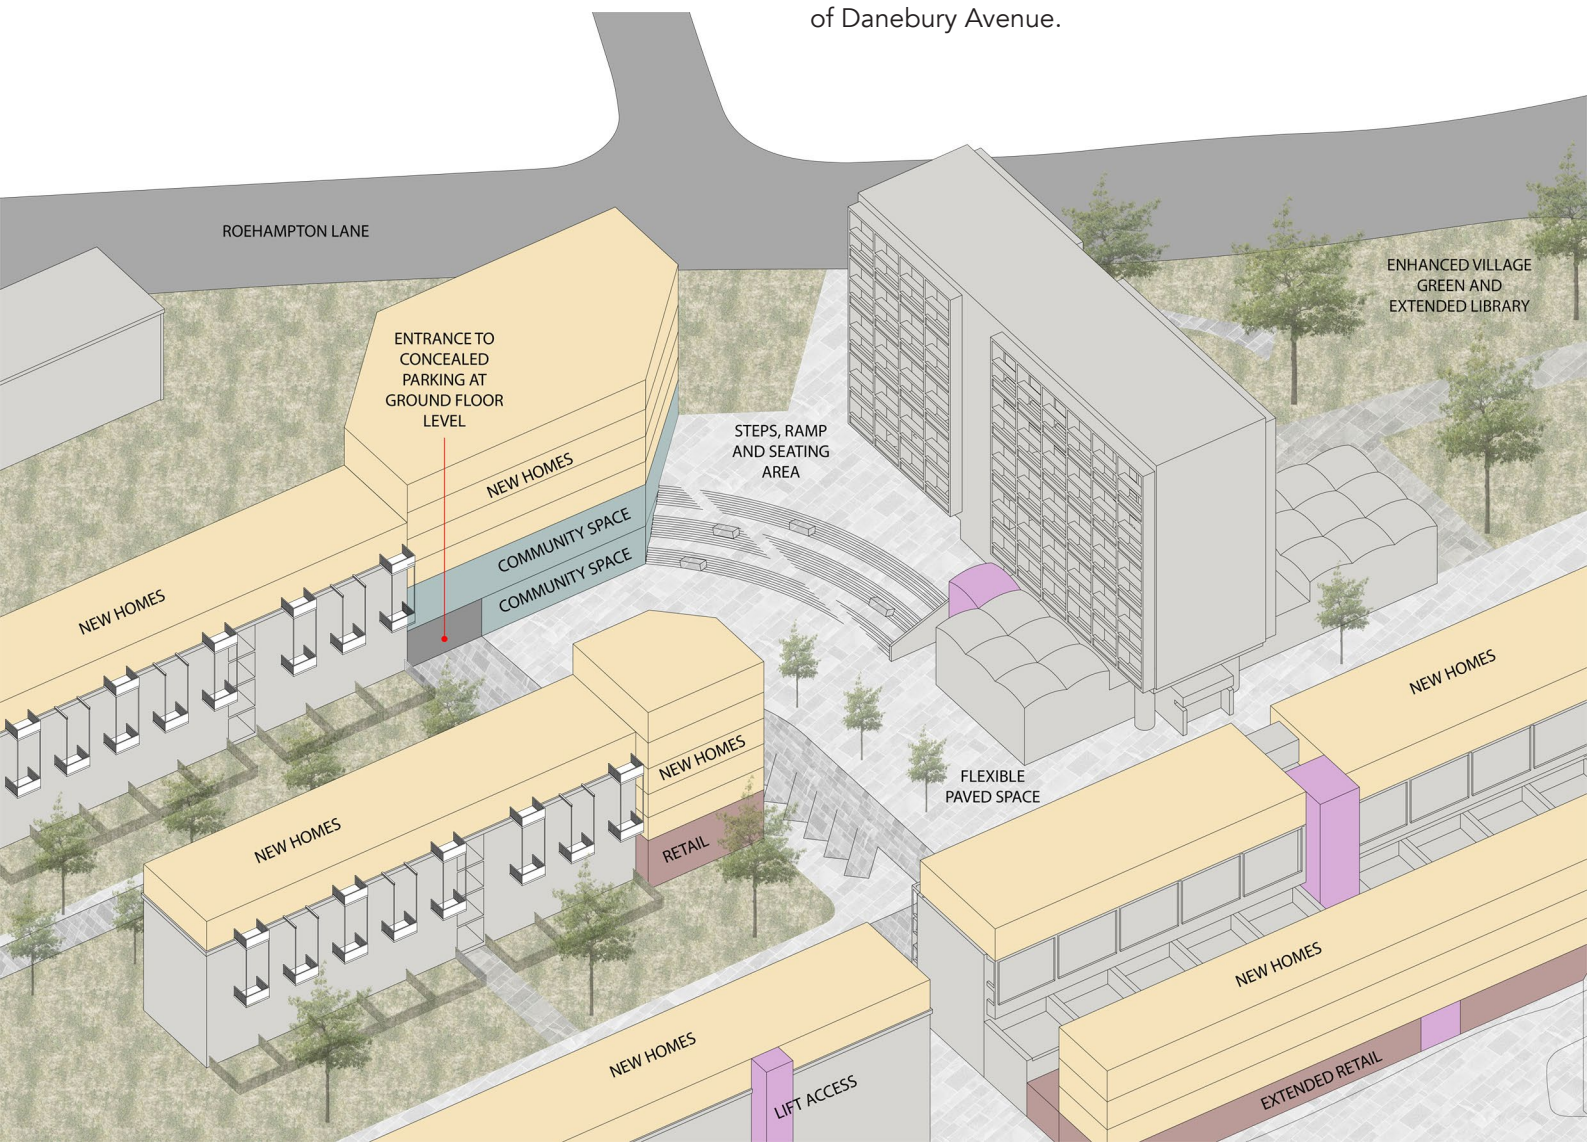 of Danebury Avenue.
ROEHAMPTON LANE
ENHANCED VILLAGE
GREEN AND
EXTENDED LIBRARY
ENTRANCE TO
CONCEALED
PARKING AT
GROUND FLOOR
LEVEL
STEPS, RAMP
AND SEATING
AREA
NEW HOMES
COMMUNITY SPACE
COMMUNITY SPACE
NEW HOMES
NEW HOMES
NEW HOMES
FLEXIBLE
PAVED SPACE
NEW HOMES
RETAIL
NEW HOMES
NEW HOMES
LIFT ACCESS
EXTENDED RETAIL